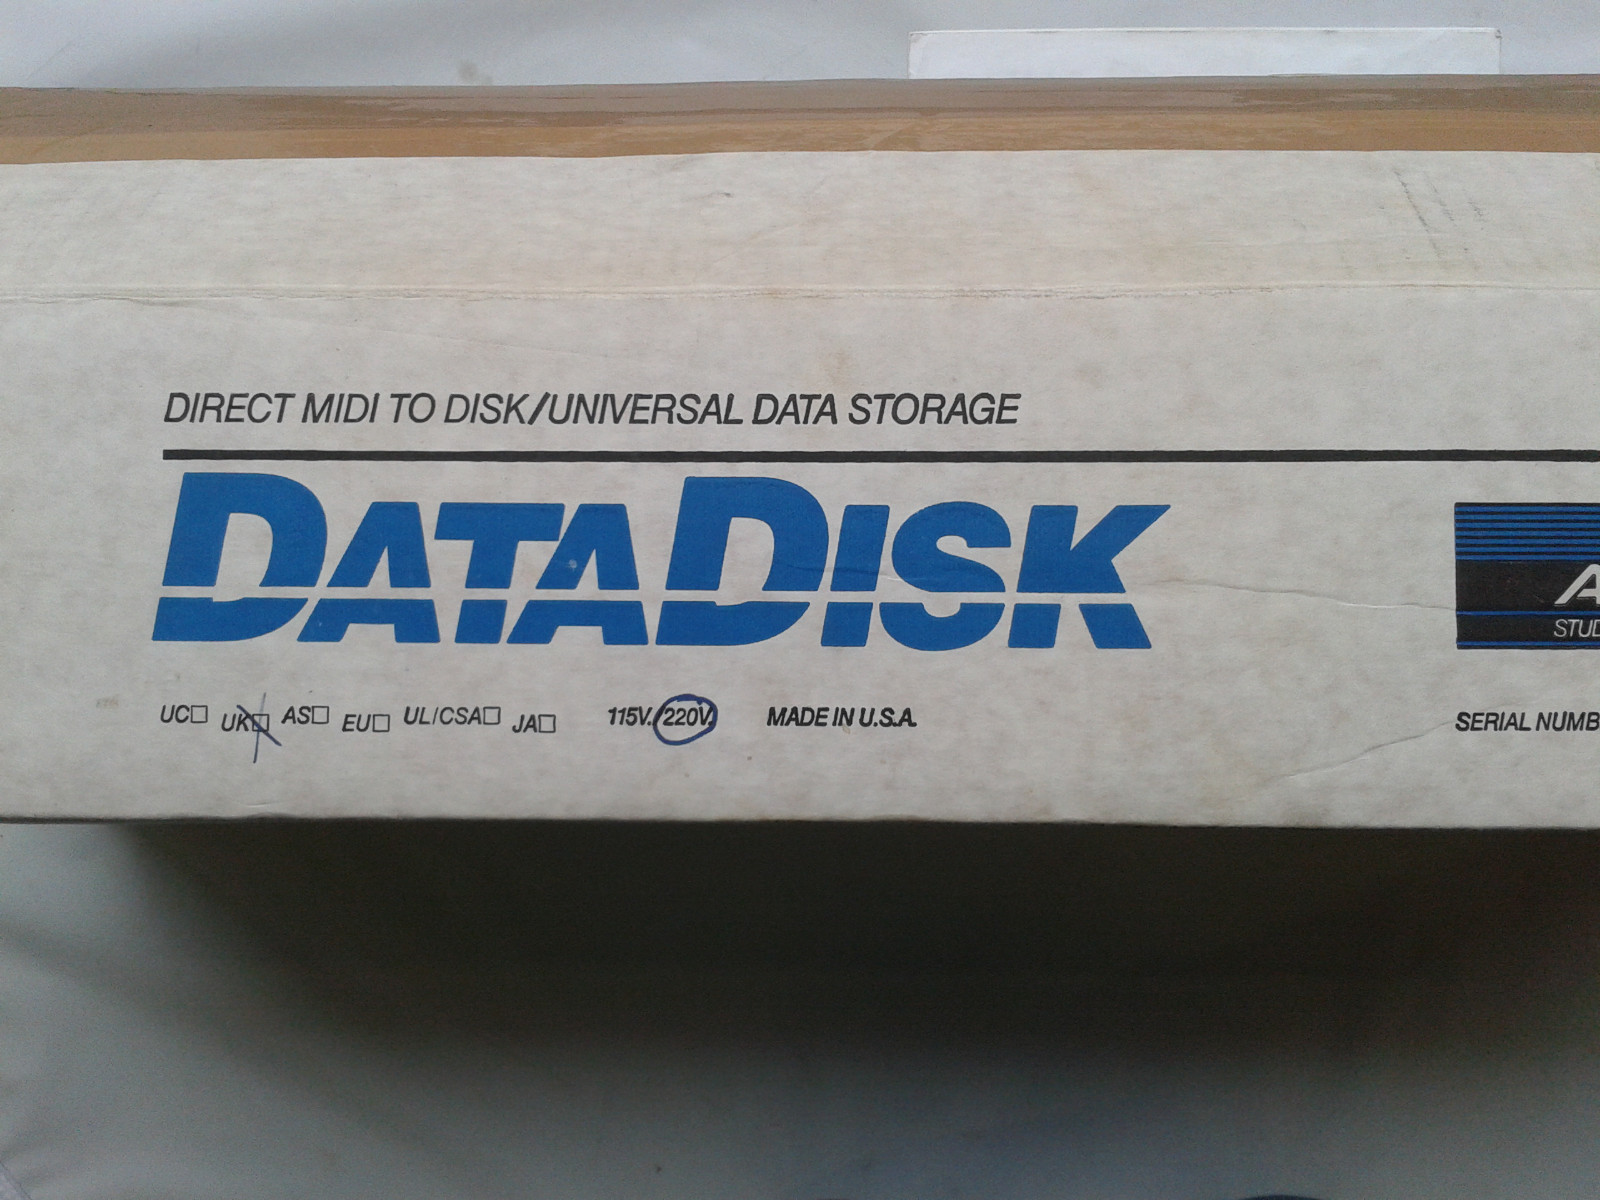 DIRECT MIDI TO DISK/UNIVERSAL DATA STORAGE
DATADISK
UC□ UK□ AS□ EU□ UL/CSA□ JA□ 115V./220V. MADE IN U.S.A.
SERIAL